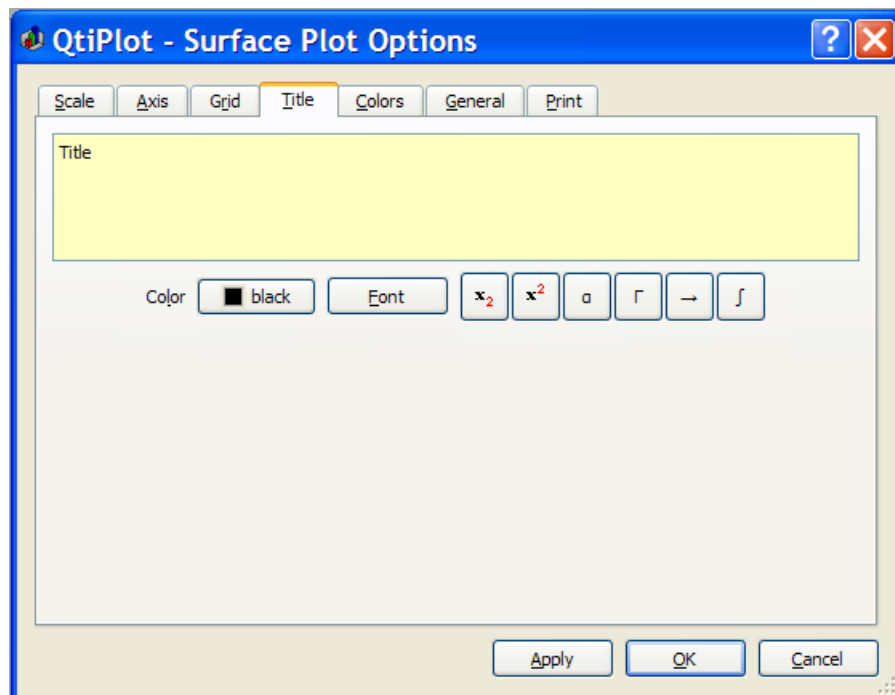 QtiPlot - Surface Plot Options ?
Scale Axis Grid Title Colors General Print
Title
Color black Font x₂ x² α Γ → ∫
Apply OK Cancel